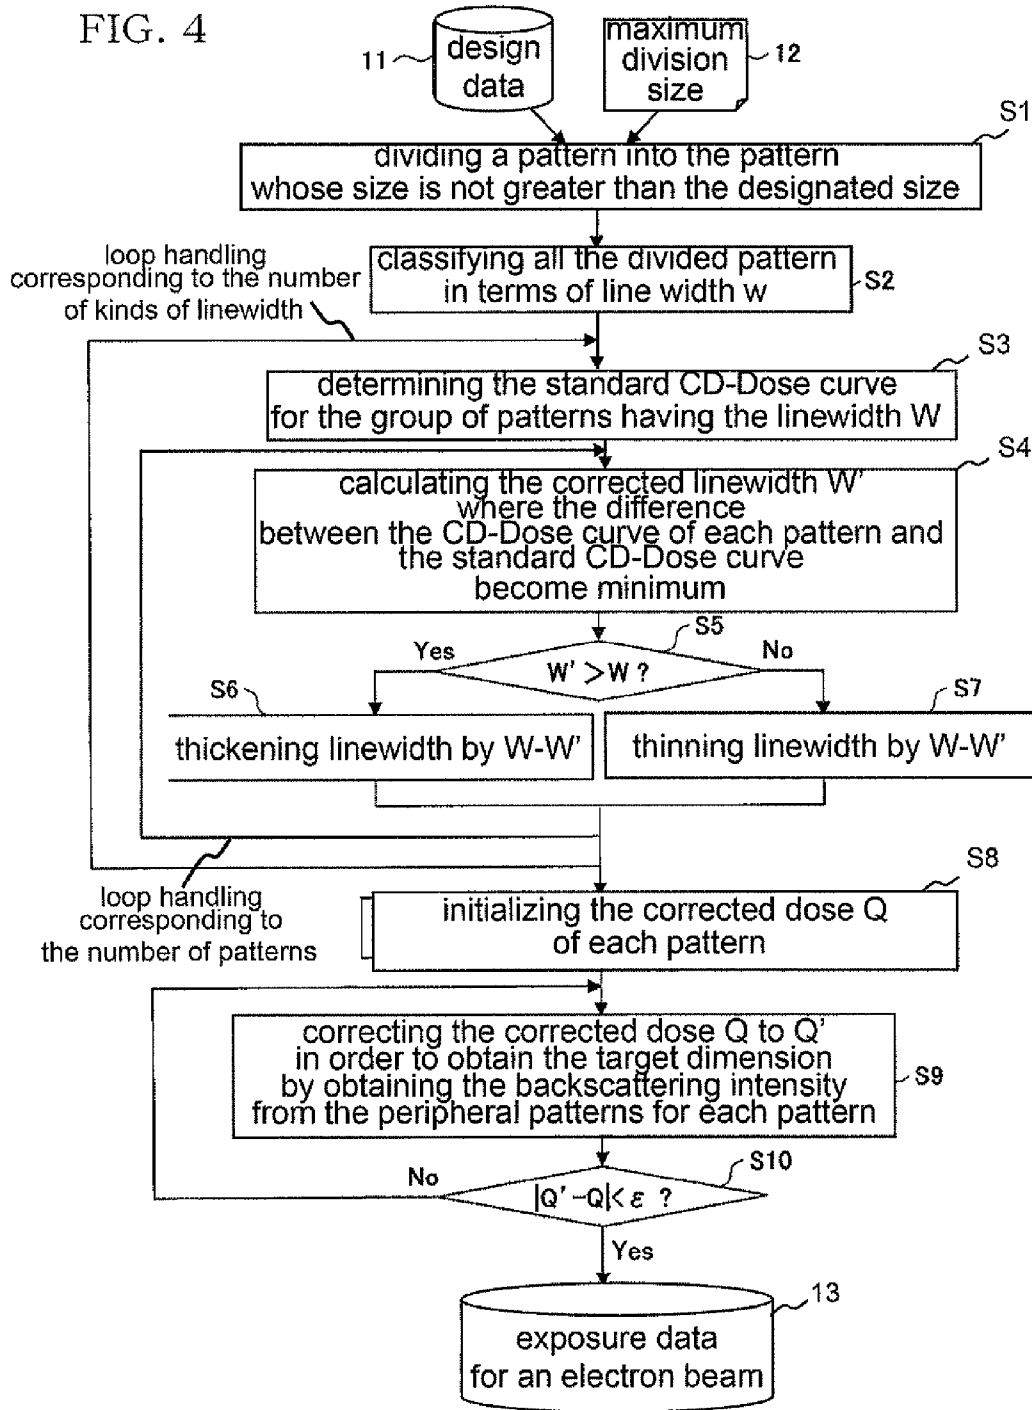 FIG. 4
11
design
data
maximum
division
size
12
S1
dividing a pattern into the pattern
whose size is not greater than the designated size
loop handling
corresponding to the number
of kinds of linewidth
classifying all the divided pattern
in terms of line width w
S2
S3
determining the standard CD-Dose curve
for the group of patterns having the linewidth W
S4
calculating the corrected linewidth W'
where the difference
between the CD-Dose curve of each pattern and
the standard CD-Dose curve
become minimum
S5
Yes
W' > W ?
No
S6
S7
thickening linewidth by W-W'
thinning linewidth by W-W'
loop handling
corresponding to
the number of patterns
S8
initializing the corrected dose Q
of each pattern
correcting the corrected dose Q to Q'
in order to obtain the target dimension
by obtaining the backscattering intensity
from the peripheral patterns for each pattern
S9
S10
No
|Q' -Q|< ε ?
Yes
13
exposure data
for an electron beam